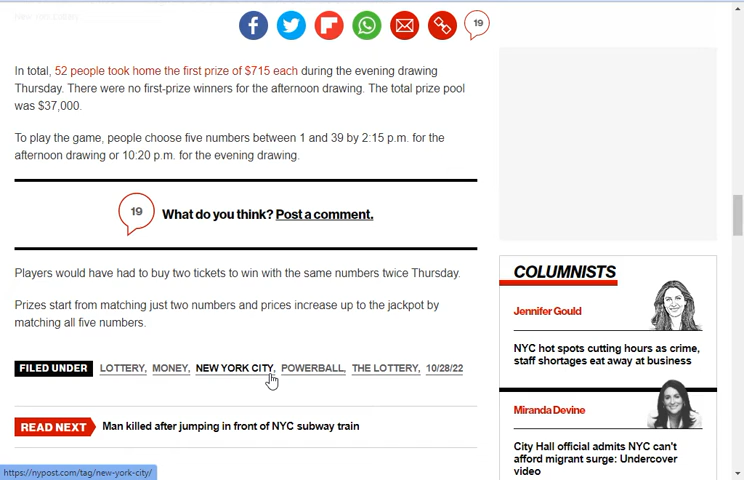 19
In total, 52 people took home the first prize of $715 each during the evening drawing
Thursday. There were no first-prize winners for the afternoon drawing. The total prize pool
was $37,000.
To play the game, people choose five numbers between 1 and 39 by 2:15 p.m. for the
afternoon drawing or 10:20 p.m. for the evening drawing.
19 What do you think? Post a comment.
Players would have had to buy two tickets to win with the same numbers twice Thursday.
Prizes start from matching just two numbers and prices increase up to the jackpot by
matching all five numbers.
FILED UNDER LOTTERY, MONEY, NEW YORK CITY, POWERBALL, THE LOTTERY, 10/28/22
READ NEXT Man killed after jumping in front of NYC subway train
https://nypost.com/tag/new-york-city/
COLUMNISTS
Jennifer Gould
NYC hot spots cutting hours as crime,
staff shortages eat away at business
Miranda Devine
City Hall official admits NYC can't
afford migrant surge: Undercover
video